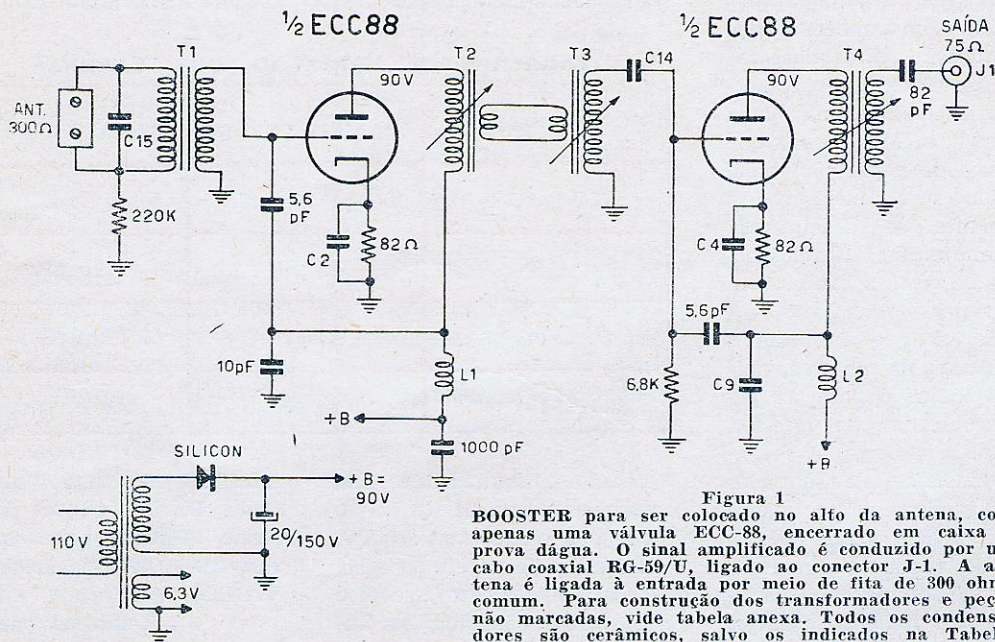 ½ ECC88
½ ECC88
SAÍDA
75Ω
J1
T1
T2
T3
C14
T4
90V
90V
82
pF
ANT.
300Ω
C15
220K
5,6
pF
C2
82Ω
C4
82Ω
5,6pF
10pF
L1
6,8K
C9
L2
+B
1000 pF
+B
SILICON
+B=
90V
110V
20/150V
6,3V
Figura 1
BOOSTER para ser colocado no alto da antena, co
apenas uma válvula ECC-88, encerrado em caixa
prova dágua. O sinal amplificado é conduzido por u
cabo coaxial RG-59/U, ligado ao conector J-1. A a
tena é ligada à entrada por meio de fita de 300 ohm
comum. Para construção dos transformadores e peç
não marcadas, vide tabela anexa. Todos os condens
dores são cerâmicos, salvo os indicados na Tabel